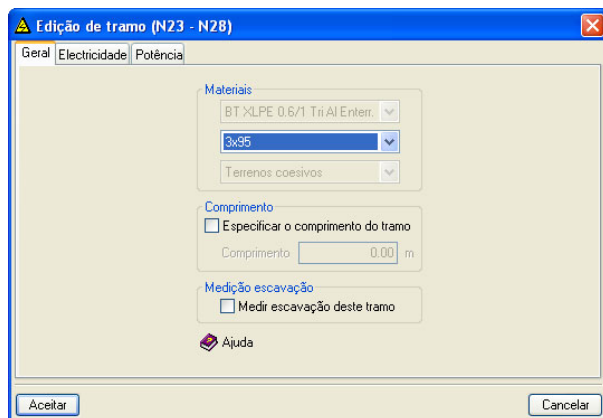 Edição de tramo (N23 - N28)
Geral Electricidade Potência
Materiais
BT XLPE 0.6/1 Tri Al Enterr.
3x95
Terrenos coesivos
Comprimento
Especificar o comprimento do tramo
Comprimento 0.00 m
Medição escavação
Medir escavação deste tramo
Ajuda
Aceitar Cancelar